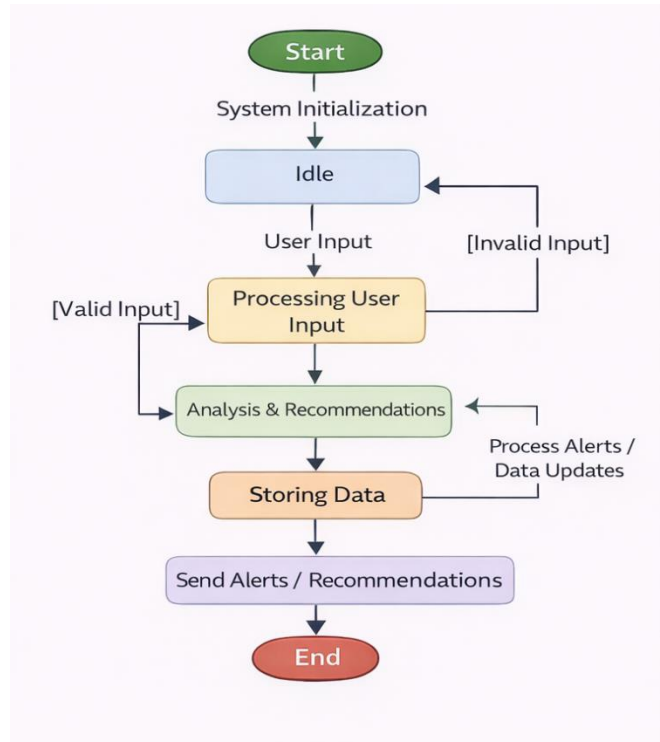 Start
System Initialization
Idle
User Input
[Invalid Input]
Processing User
Input
[Valid Input]
Analysis & Recommendations
Process Alerts /
Data Updates
Storing Data
Send Alerts / Recommendations
End